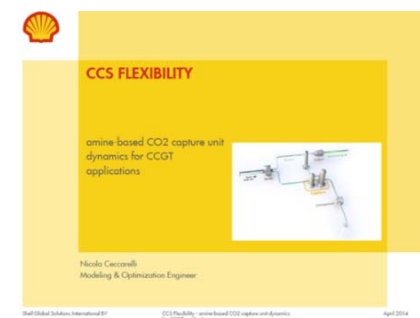 CCS FLEXIBILITY
amine based CO2 capture unit
dynamics for CCGT
applications
Nicola Ceccarelli
Modeling & Optimization Engineer
Shell Global Solutions International BV
CCS Flexibility - amine based CO2 capture unit dynamics
April 2014